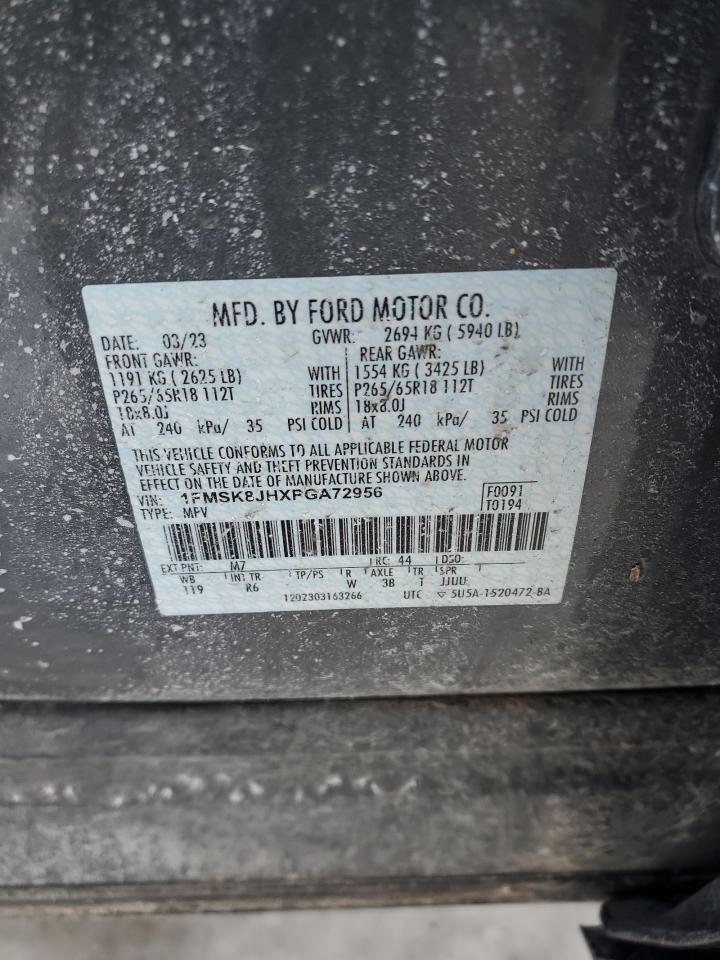 MFD. BY FORD MOTOR CO.
DATE: 03/23 GVWR: 2694 KG ( 5940 LB)
FRONT GAWR: REAR GAWR:
1191 KG ( 2625 LB) WITH 1554 KG ( 3425 LB) WITH
P265/65R18 112T TIRES P265/65R18 112T TIRES
18x8.0J RIMS 18x8.0J RIMS
AT 240 kPa/ 35 PSI COLD AT 240 kPa/ 35 PSI COLD
THIS VEHICLE CONFORMS TO ALL APPLICABLE FEDERAL MOTOR
VEHICLE SAFETY AND THEFT PREVENTION STANDARDS IN
EFFECT ON THE DATE OF MANUFACTURE SHOWN ABOVE.
VIN: 1FMSK8JHXPGA72956 F0091
TYPE: MPV T0194
EXT PNT: M7 RC: 44 DSO:
WB INT TR TP/PS R AXLE TR SPR
119 R6 W 3B T JJUU
1202303163266 UTC ▽ 5U5A-1520472-BA